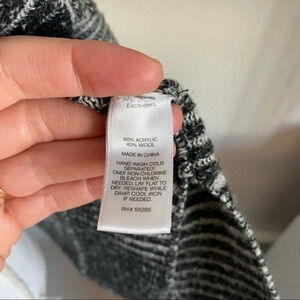 60% ACRYLIC
40% WOOL
MADE IN CHINA
HAND WASH COLD
SEPARATELY.
ONLY NON-CHLORINE
BLEACH WHEN
NEEDED. LAY FLAT TO
DRY. RESHAPE WHILE
DAMP. COOL IRON
IF NEEDED.
RN# 55285